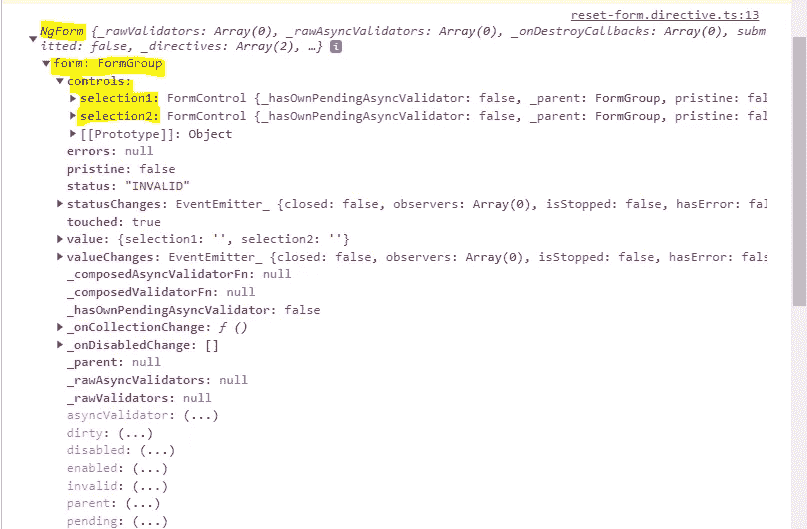 reset-form.directive.ts:13
NgForm {_rawValidators: Array(0), _rawAsyncValidators: Array(0), _onDestroyCallbacks: Array(0), subm
itted: false, _directives: Array(2), …} i
form: FormGroup
controls:
selection1: FormControl {_hasOwnPendingAsyncValidator: false, _parent: FormGroup, pristine: fal
selection2: FormControl {_hasOwnPendingAsyncValidator: false, _parent: FormGroup, pristine: fal
[[Prototype]]: Object
errors: null
pristine: false
status: "INVALID"
statusChanges: EventEmitter_ {closed: false, observers: Array(0), isStopped: false, hasError: fal
touched: true
value: {selection1: '', selection2: ''}
valueChanges: EventEmitter_ {closed: false, observers: Array(0), isStopped: false, hasError: fals
_composedAsyncValidatorFn: null
_composedValidatorFn: null
_hasOwnPendingAsyncValidator: false
_onCollectionChange: ƒ ()
_onDisabledChange: []
_parent: null
_rawAsyncValidators: null
_rawValidators: null
asyncValidator: (...)
dirty: (...)
disabled: (...)
enabled: (...)
invalid: (...)
parent: (...)
pending: (...)